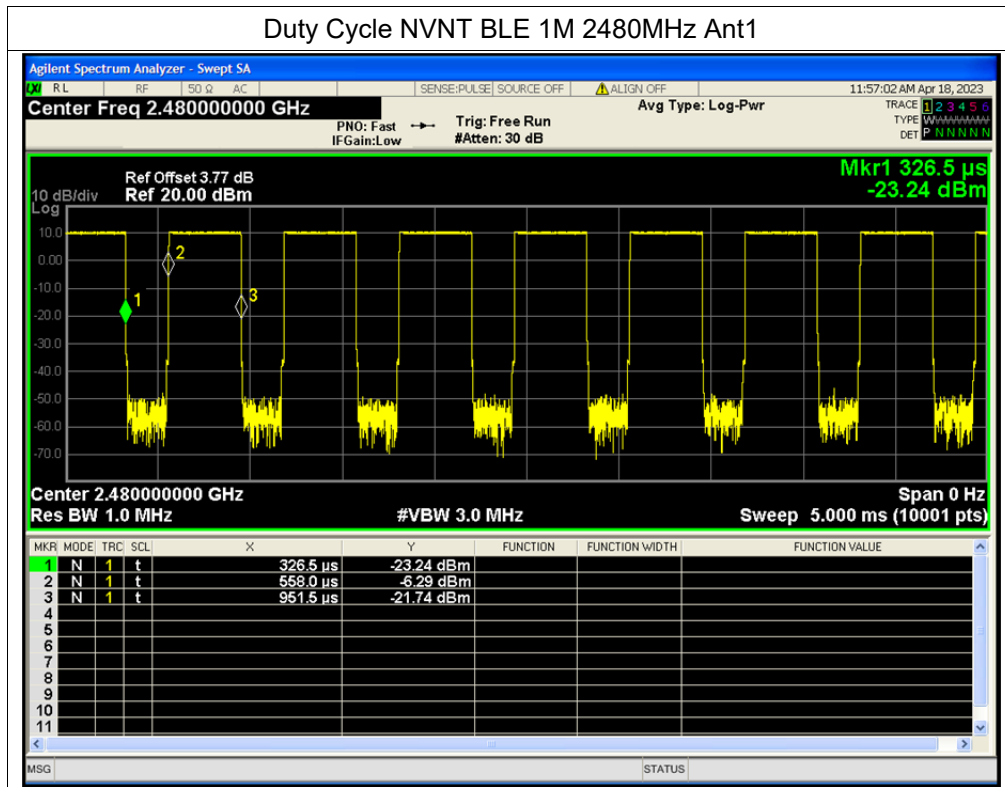 Duty Cycle NVNT BLE 1M 2480MHz Ant1
Agilent Spectrum Analyzer - Swept SA
LXI RL RF 50 Ω AC SENSE:PULSE SOURCE OFF ALIGN OFF 11:57:02 AM Apr 18, 2023
Center Freq 2.480000000 GHz Avg Type: Log-Pwr TRACE 1 2 3 4 5 6
PNO: Fast Trig: Free Run TYPE WWWWWW
IFGain:Low #Atten: 30 dB DET P N N N N N
Mkr1 326.5 µs
Ref Offset 3.77 dB
10 dB/div Ref 20.00 dBm -23.24 dBm
Log
10.0
0.00
-10.0
-20.0
-30.0
-40.0
-50.0
-60.0
-70.0
1
2
3
Center 2.480000000 GHz Span 0 Hz
Res BW 1.0 MHz #VBW 3.0 MHz Sweep 5.000 ms (10001 pts)
MKR MODE TRC SCL X Y FUNCTION FUNCTION WIDTH FUNCTION VALUE
1 N 1 t 326.5 µs -23.24 dBm
2 N 1 t 558.0 µs -6.29 dBm
3 N 1 t 951.5 µs -21.74 dBm
4
5
6
7
8
9
10
11
MSG STATUS